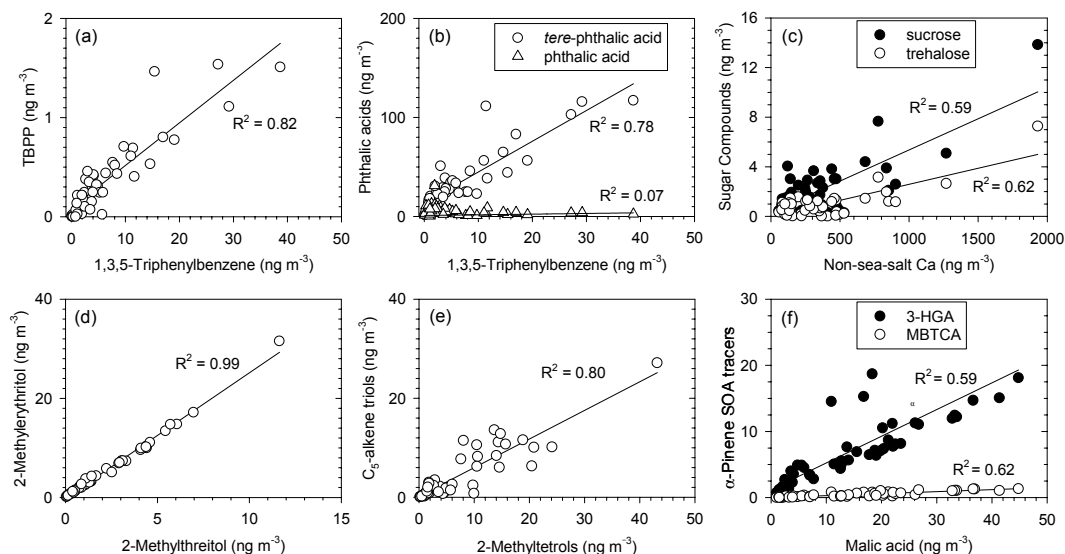 (a)
TBPP (ng m⁻³)
2
1
0
R² = 0.82
0 10 20 30 40 50
1,3,5-Triphenylbenzene (ng m⁻³)
(b)
tere-phthalic acid
phthalic acid
Phthalic acids (ng m⁻³)
200
100
0
R² = 0.78
R² = 0.07
0 10 20 30 40 50
1,3,5-Triphenylbenzene (ng m⁻³)
(c)
sucrose
trehalose
Sugar Compounds (ng m⁻³)
16
12
8
4
0
R² = 0.59
R² = 0.62
0 500 1000 1500 2000
Non-sea-salt Ca (ng m⁻³)
(d)
2-Methylerythritol (ng m⁻³)
40
20
0
R² = 0.99
0 5 10 15
2-Methylthreitol (ng m⁻³)
(e)
C₅-alkene triols (ng m⁻³)
40
20
0
R² = 0.80
0 10 20 30 40 50
2-Methyltetrols (ng m⁻³)
(f)
3-HGA
MBTCA
α-Pinene SOA tracers
30
20
10
0
α
R² = 0.59
R² = 0.62
0 10 20 30 40 50
Malic acid (ng m⁻³)